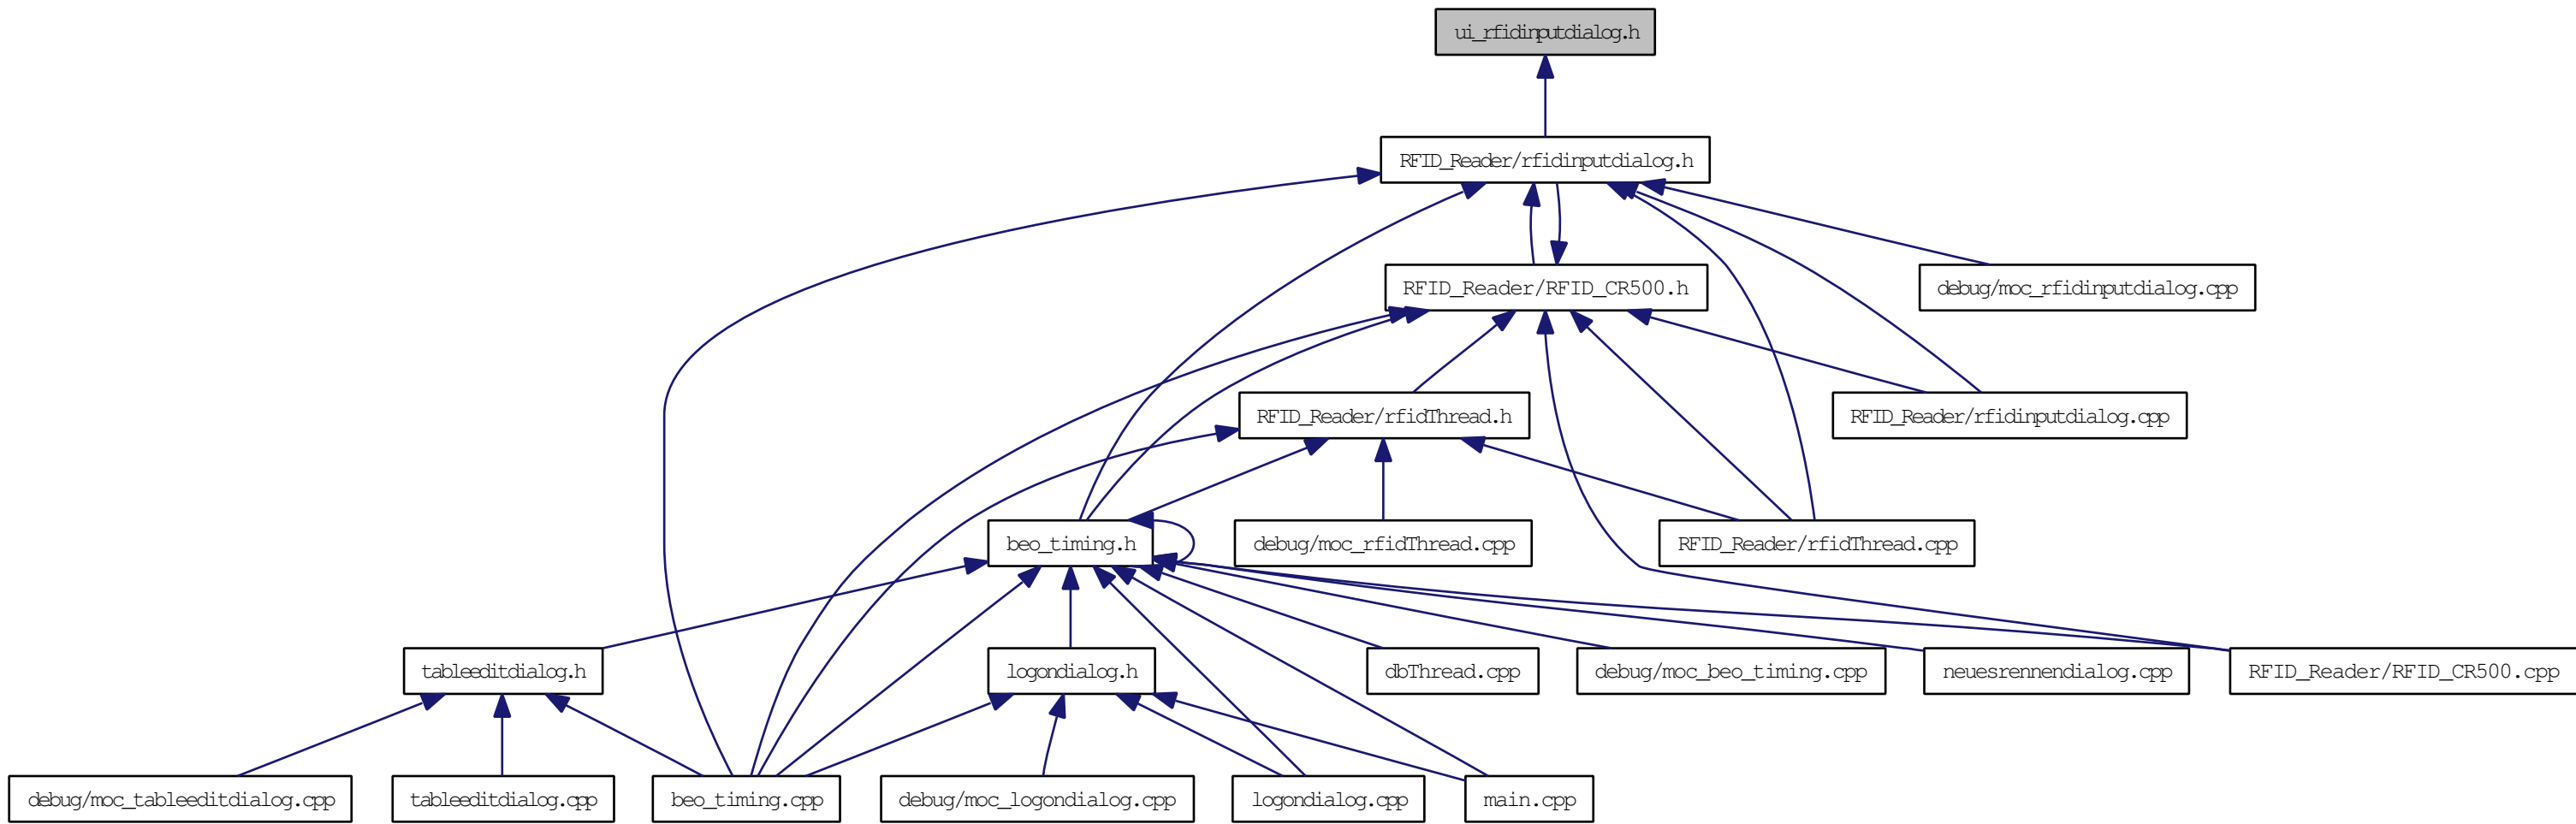 ui_rfidinputdialog.h
RFID_Reader/rfidinputdialog.h
RFID_Reader/RFID_CR500.h
debug/moc_rfidinputdialog.cpp
RFID_Reader/rfidThread.h
RFID_Reader/rfidinputdialog.cpp
beo_timing.h
debug/moc_rfidThread.cpp
RFID_Reader/rfidThread.cpp
tableeditdialog.h
logondialog.h
dbThread.cpp
debug/moc_beo_timing.cpp
neuesrennendialog.cpp
RFID_Reader/RFID_CR500.cpp
debug/moc_tableeditdialog.cpp
tableeditdialog.cpp
beo_timing.cpp
debug/moc_logondialog.cpp
logondialog.cpp
main.cpp